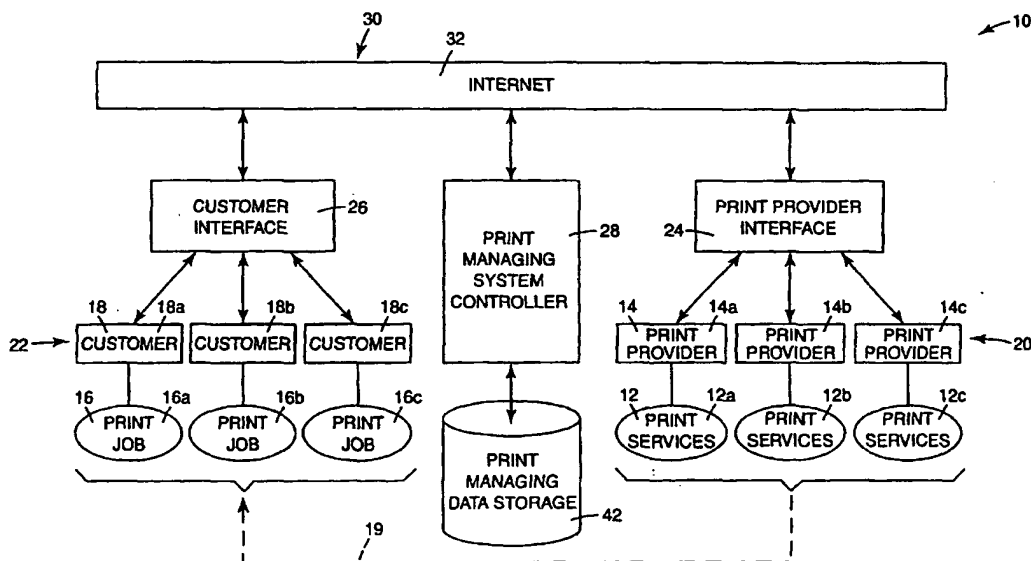 30
10
32
INTERNET
CUSTOMER
INTERFACE
26
PRINT
MANAGING
SYSTEM
CONTROLLER
28
PRINT PROVIDER
INTERFACE
24
22
18
18a
CUSTOMER
18b
CUSTOMER
18c
CUSTOMER
14
14a
PRINT
PROVIDER
14b
PRINT
PROVIDER
14c
PRINT
PROVIDER
20
16
16a
PRINT
JOB
16b
PRINT
JOB
16c
PRINT
JOB
PRINT
MANAGING
DATA STORAGE
42
12
12a
PRINT
SERVICES
12b
PRINT
SERVICES
12c
PRINT
SERVICES
19